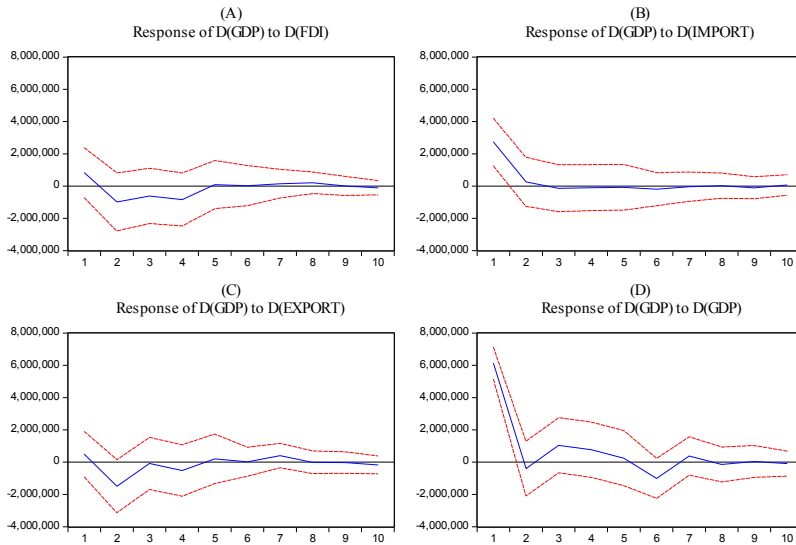 (A)
Response of D(GDP) to D(FDI)
8,000,000
6,000,000
4,000,000
2,000,000
0
-2,000,000
-4,000,000
1 2 3 4 5 6 7 8 9 10
(B)
Response of D(GDP) to D(IMPORT)
8,000,000
6,000,000
4,000,000
2,000,000
0
-2,000,000
-4,000,000
1 2 3 4 5 6 7 8 9 10
(C)
Response of D(GDP) to D(EXPORT)
8,000,000
6,000,000
4,000,000
2,000,000
0
-2,000,000
-4,000,000
1 2 3 4 5 6 7 8 9 10
(D)
Response of D(GDP) to D(GDP)
8,000,000
6,000,000
4,000,000
2,000,000
0
-2,000,000
-4,000,000
1 2 3 4 5 6 7 8 9 10